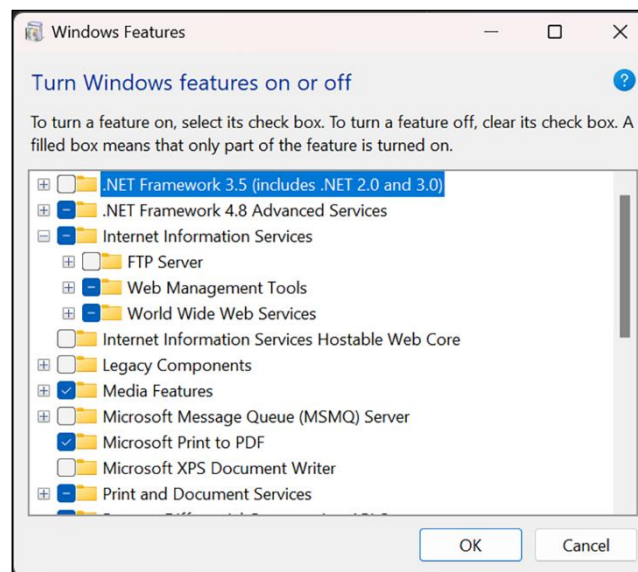 Windows Features
Turn Windows features on or off
To turn a feature on, select its check box. To turn a feature off, clear its check box. A
filled box means that only part of the feature is turned on.
.NET Framework 3.5 (includes .NET 2.0 and 3.0)
.NET Framework 4.8 Advanced Services
Internet Information Services
FTP Server
Web Management Tools
World Wide Web Services
Internet Information Services Hostable Web Core
Legacy Components
Media Features
Microsoft Message Queue (MSMQ) Server
Microsoft Print to PDF
Microsoft XPS Document Writer
Print and Document Services
OK
Cancel